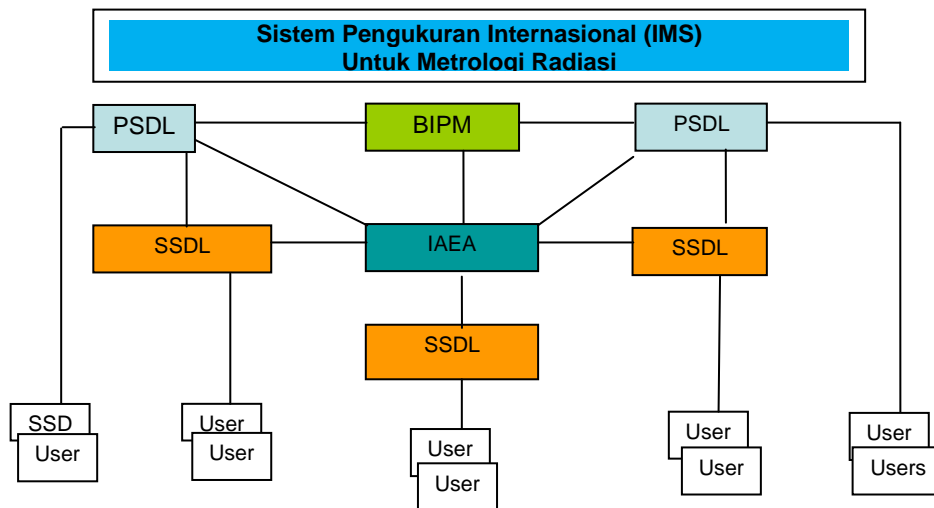 Sistem Pengukuran Internasional (IMS)
Untuk Metrologi Radiasi
PSDL
BIPM
PSDL
SSDL
IAEA
SSDL
SSDL
SSD
User
User
User
User
User
User
User
User
Users